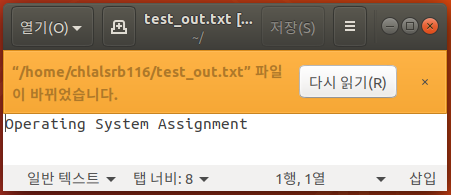 열기(O)
test_out.txt [...
~/
저장(S)
"/home/chlalsrb116/test_out.txt" 파일
이 바뀌었습니다.
다시 읽기(R)
×
Operating System Assignment
일반 텍스트
탭 너비: 8
1행, 1열
삽입